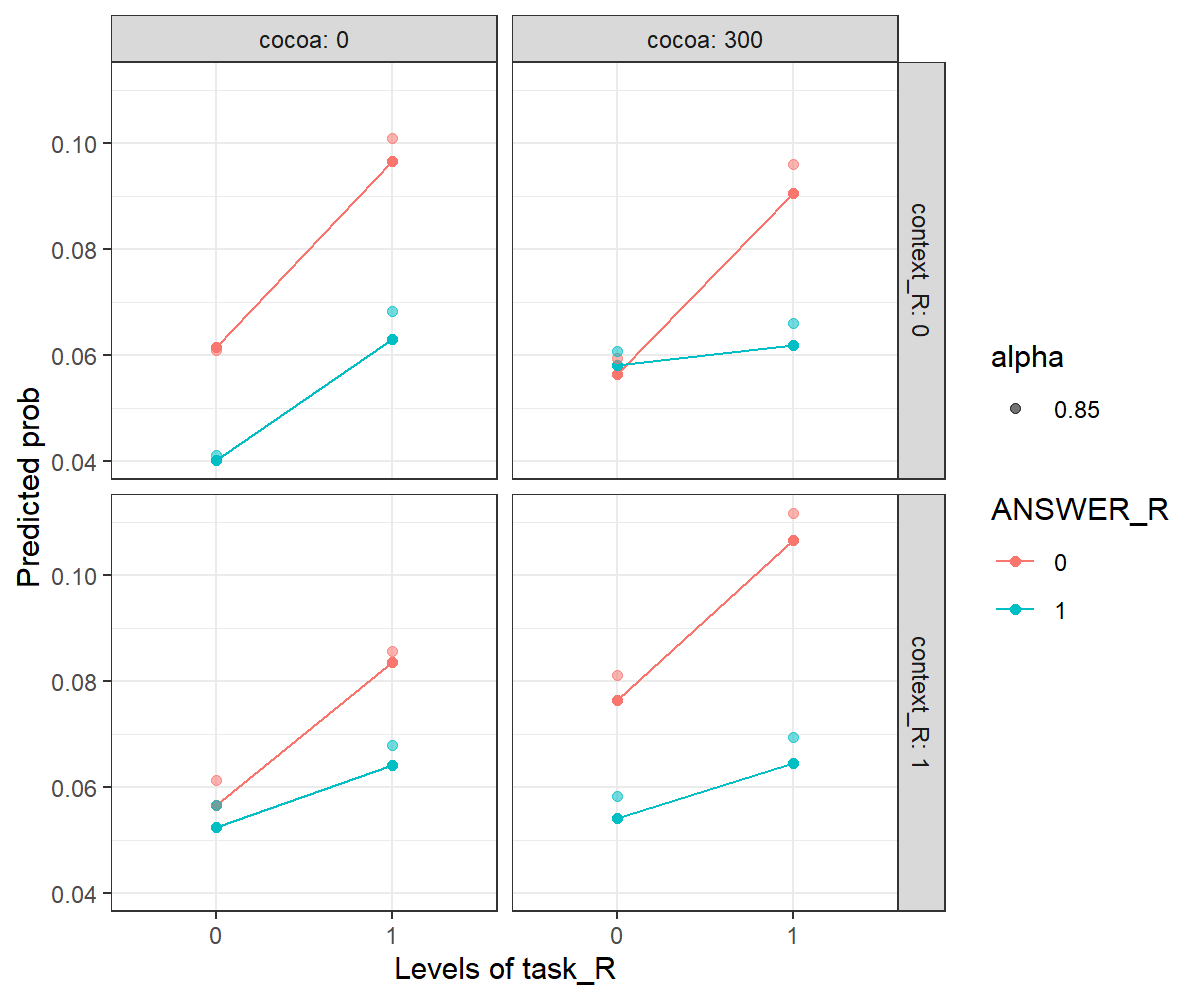 cocoa: 0
cocoa: 300
0.10
0.08
0.06
0.04
context_R: 0
0.10
0.08
0.06
0.04
context_R: 1
Predicted prob
0
1
0
1
Levels of task_R
alpha
0.85
ANSWER_R
0
1